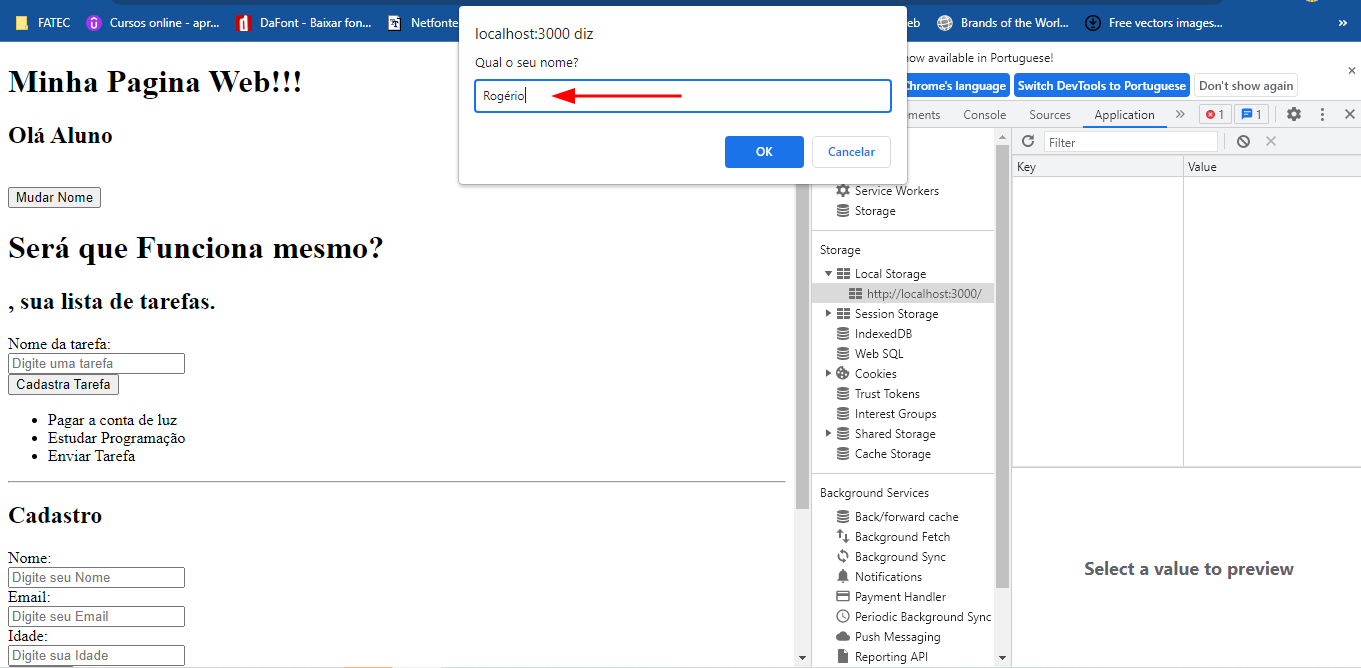 FATEC
Cursos online - apr...
DaFont - Baixar fon...
Netfonte
eb
Brands of the Worl...
Free vectors images...
»
localhost:3000 diz
Qual o seu nome?
Rogério
OK
Cancelar
now available in Portuguese!
Chrome's language
Switch DevTools to Portuguese
Don't show again
ements
Console
Sources
Application
»
1
1
Minha Pagina Web!!!
Olá Aluno
Mudar Nome
Será que Funciona mesmo?
, sua lista de tarefas.
Nome da tarefa:
Digite uma tarefa
Cadastra Tarefa
Pagar a conta de luz
Estudar Programação
Enviar Tarefa
Cadastro
Nome:
Digite seu Nome
Email:
Digite seu Email
Idade:
Digite sua Idade
Service Workers
Storage
Storage
Local Storage
http://localhost:3000/
Session Storage
IndexedDB
Web SQL
Cookies
Trust Tokens
Interest Groups
Shared Storage
Cache Storage
Background Services
Back/forward cache
Background Fetch
Background Sync
Notifications
Payment Handler
Periodic Background Sync
Push Messaging
Reporting API
Filter
Key
Value
Select a value to preview